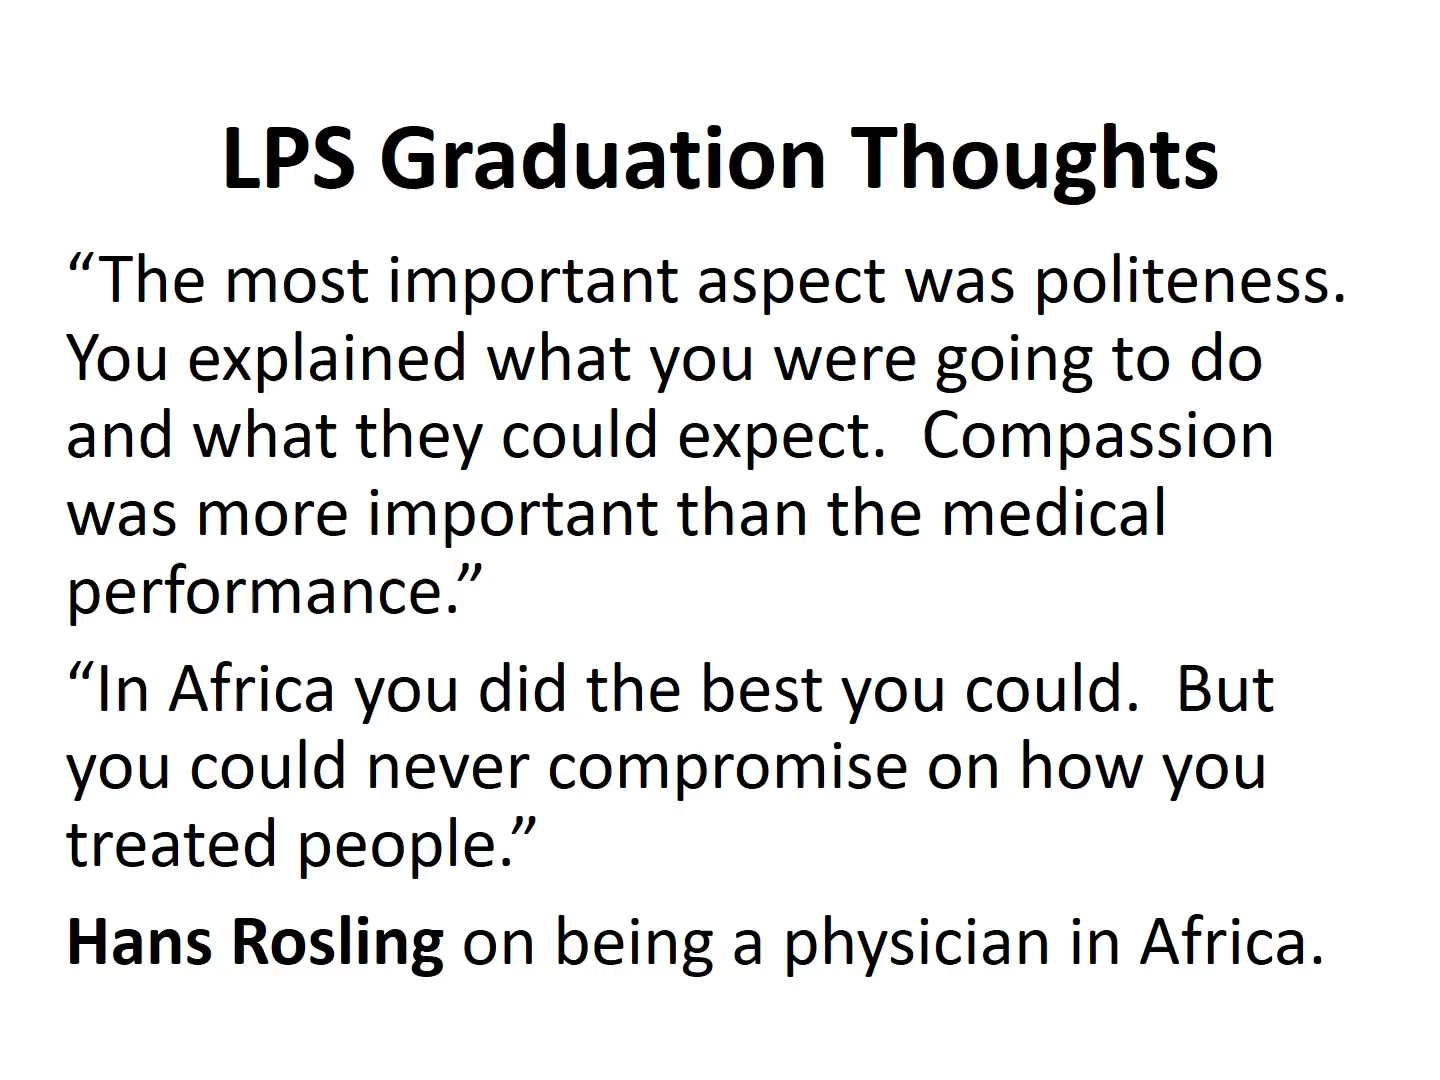 LPS Graduation Thoughts
“The most important aspect was politeness.
You explained what you were going to do
and what they could expect.  Compassion
was more important than the medical
performance.”
“In Africa you did the best you could.  But
you could never compromise on how you
treated people.”
Hans Rosling on being a physician in Africa.